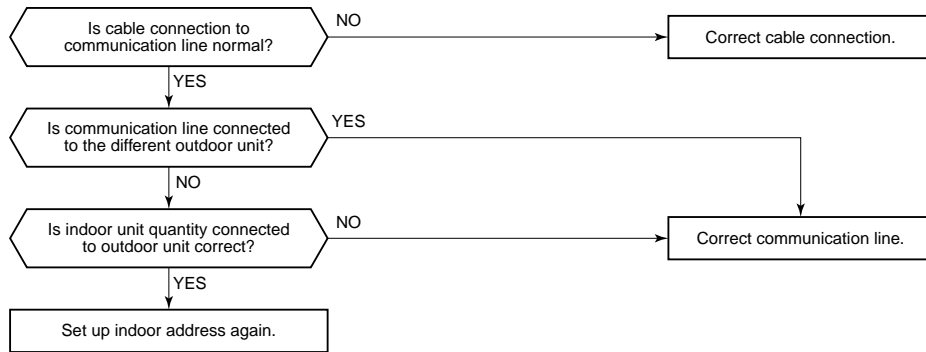 Is cable connection to
communication line normal?
NO
Correct cable connection.
YES
Is communication line connected
to the different outdoor unit?
YES
NO
Is indoor unit quantity connected
to outdoor unit correct?
NO
Correct communication line.
YES
Set up indoor address again.